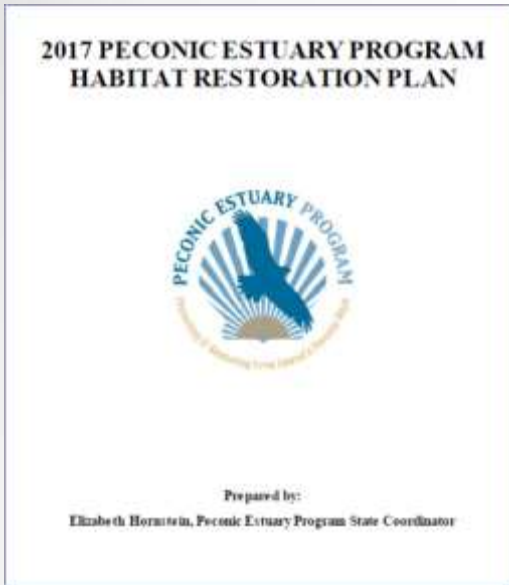 2017 PECONIC ESTUARY PROGRAM
HABITAT RESTORATION PLAN
PECONIC ESTUARY PROGRAM
Prepared by:
Elizabeth Hornstein, Peconic Estuary Program State Coordinator